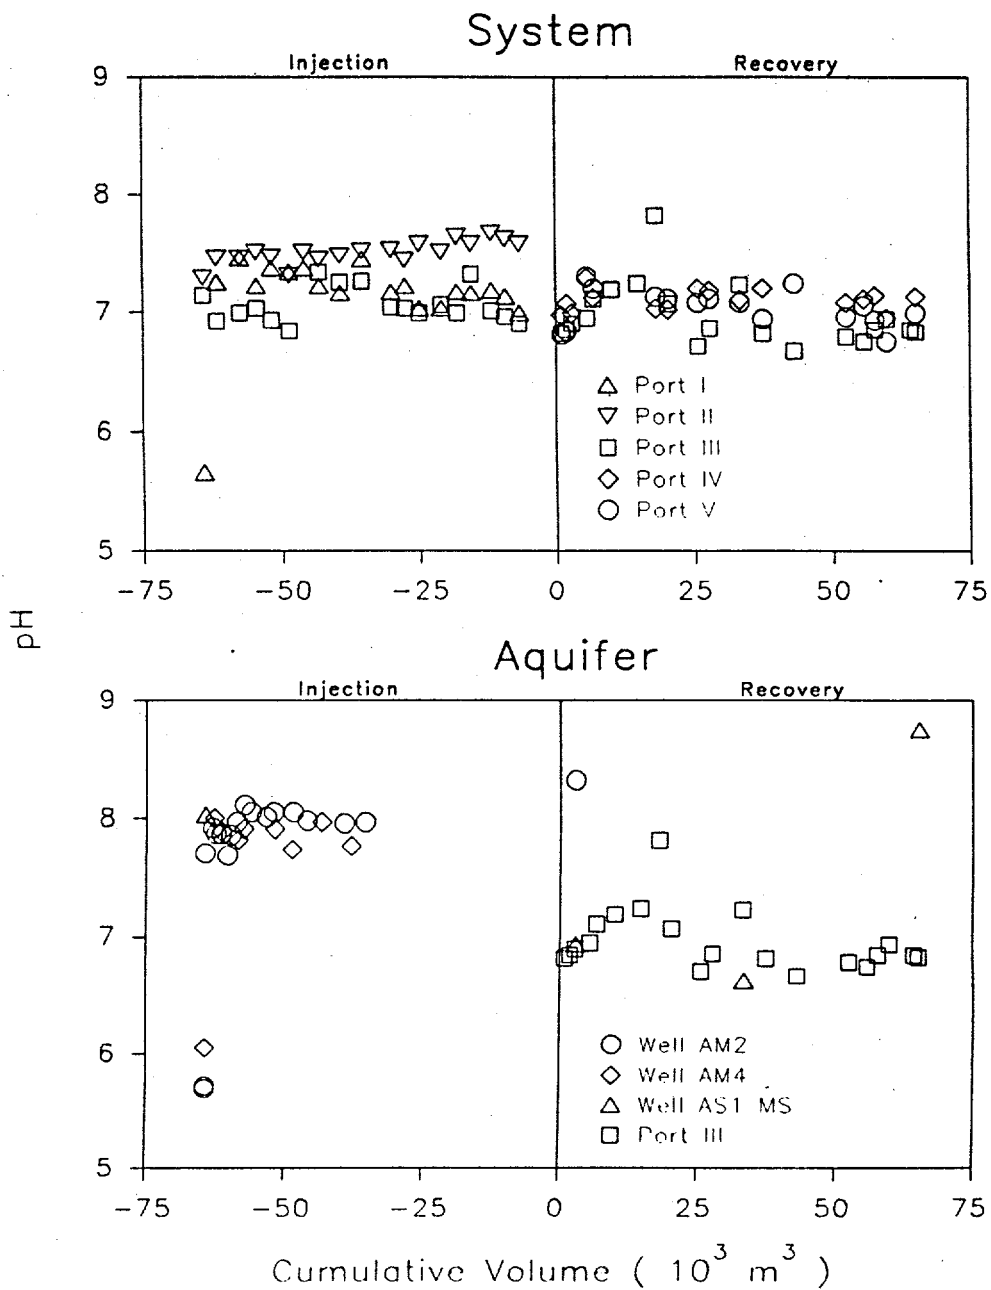 System
Injection Recovery
9
8
7
6
5
Port I
Port II
Port III
Port IV
Port V
−75 −50 −25 0 25 50 75
pH
Aquifer
Injection Recovery
9
8
7
6
5
Well AM2
Well AM4
Well AS1 MS
Port III
−75 −50 −25 0 25 50 75
Cumulative Volume ( 10³ m³ )